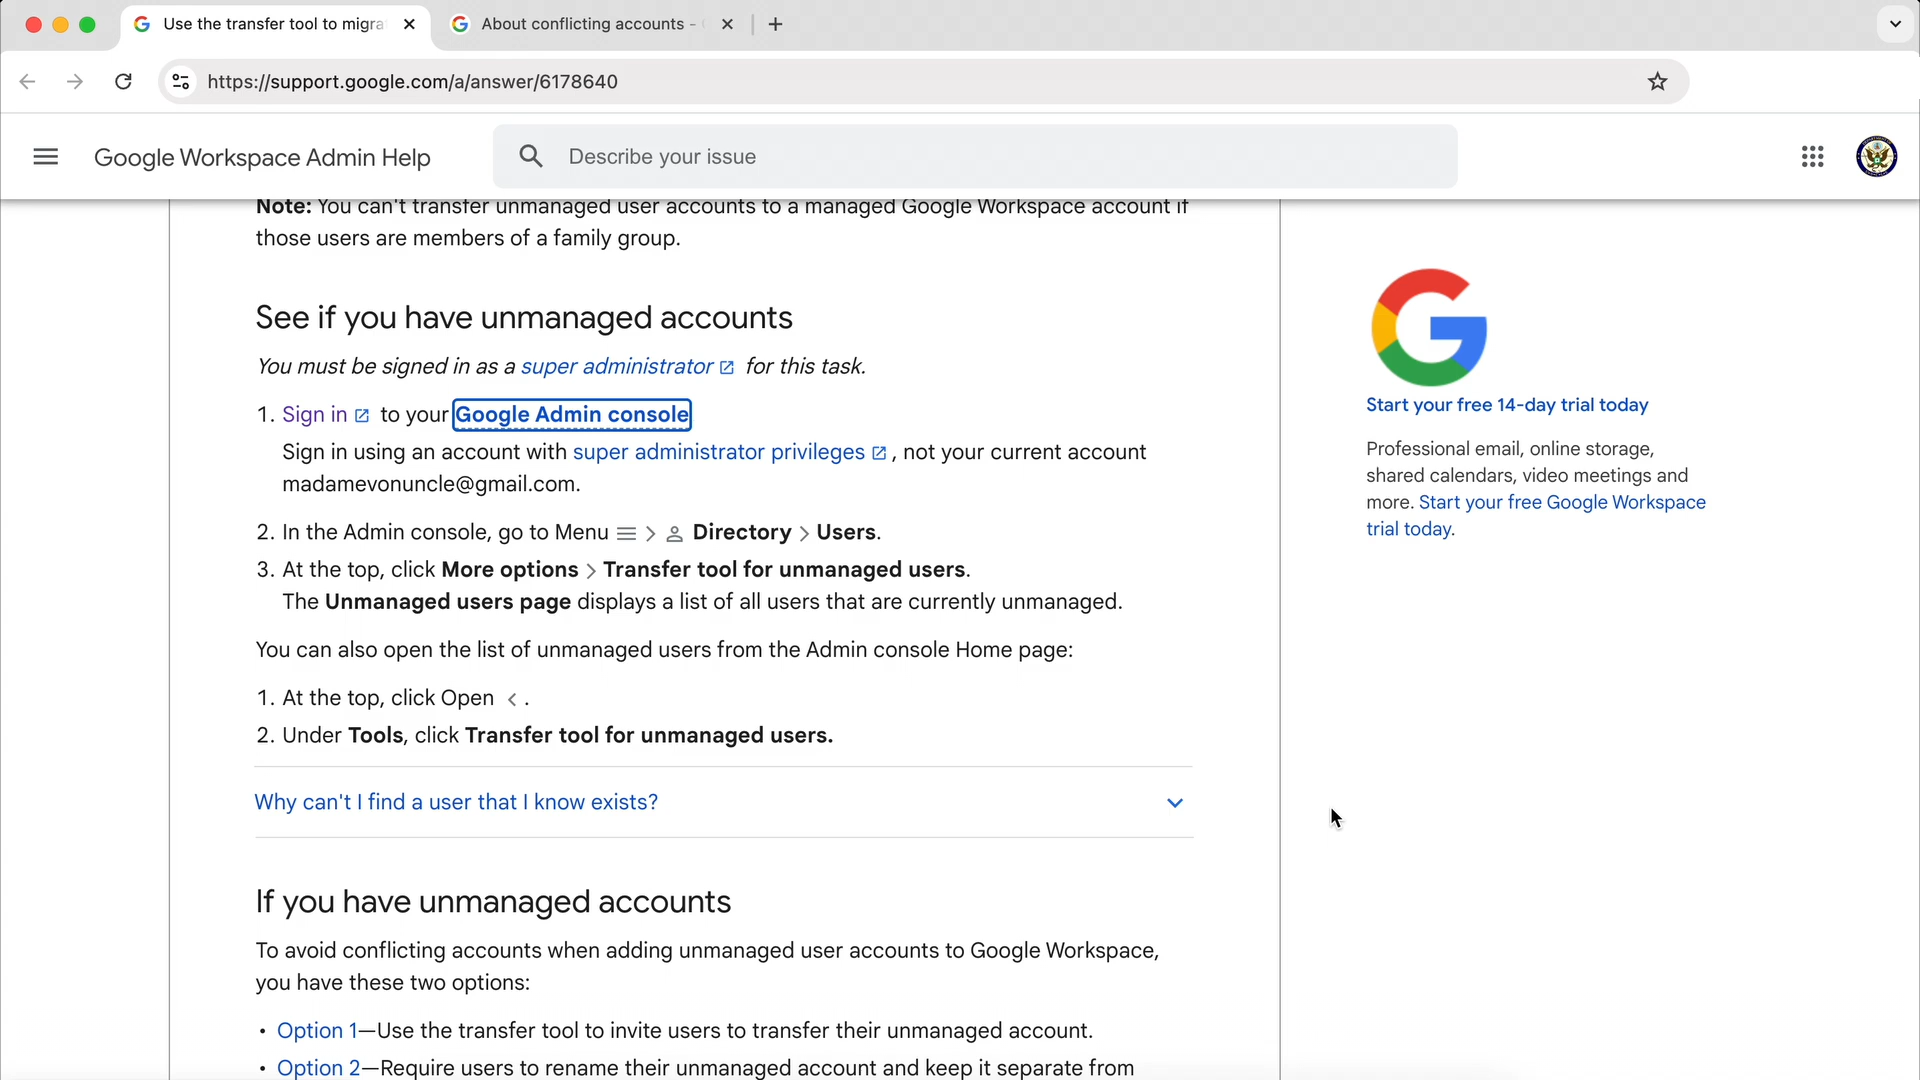 Use the transfer tool to migra
About conflicting accounts -
https://support.google.com/a/answer/6178640
Google Workspace Admin Help
Describe your issue
Note: You can't transfer unmanaged user accounts to a managed Google Workspace account if
those users are members of a family group.
See if you have unmanaged accounts
You must be signed in as a super administrator for this task.
1. Sign in to your Google Admin console
Sign in using an account with super administrator privileges , not your current account
madamevonuncle@gmail.com.
2. In the Admin console, go to Menu > Directory > Users.
3. At the top, click More options > Transfer tool for unmanaged users.
The Unmanaged users page displays a list of all users that are currently unmanaged.
You can also open the list of unmanaged users from the Admin console Home page:
1. At the top, click Open < .
2. Under Tools, click Transfer tool for unmanaged users.
Why can't I find a user that I know exists?
If you have unmanaged accounts
To avoid conflicting accounts when adding unmanaged user accounts to Google Workspace,
you have these two options:
• Option 1—Use the transfer tool to invite users to transfer their unmanaged account.
• Option 2—Require users to rename their unmanaged account and keep it separate from
Start your free 14-day trial today
Professional email, online storage,
shared calendars, video meetings and
more. Start your free Google Workspace
trial today.